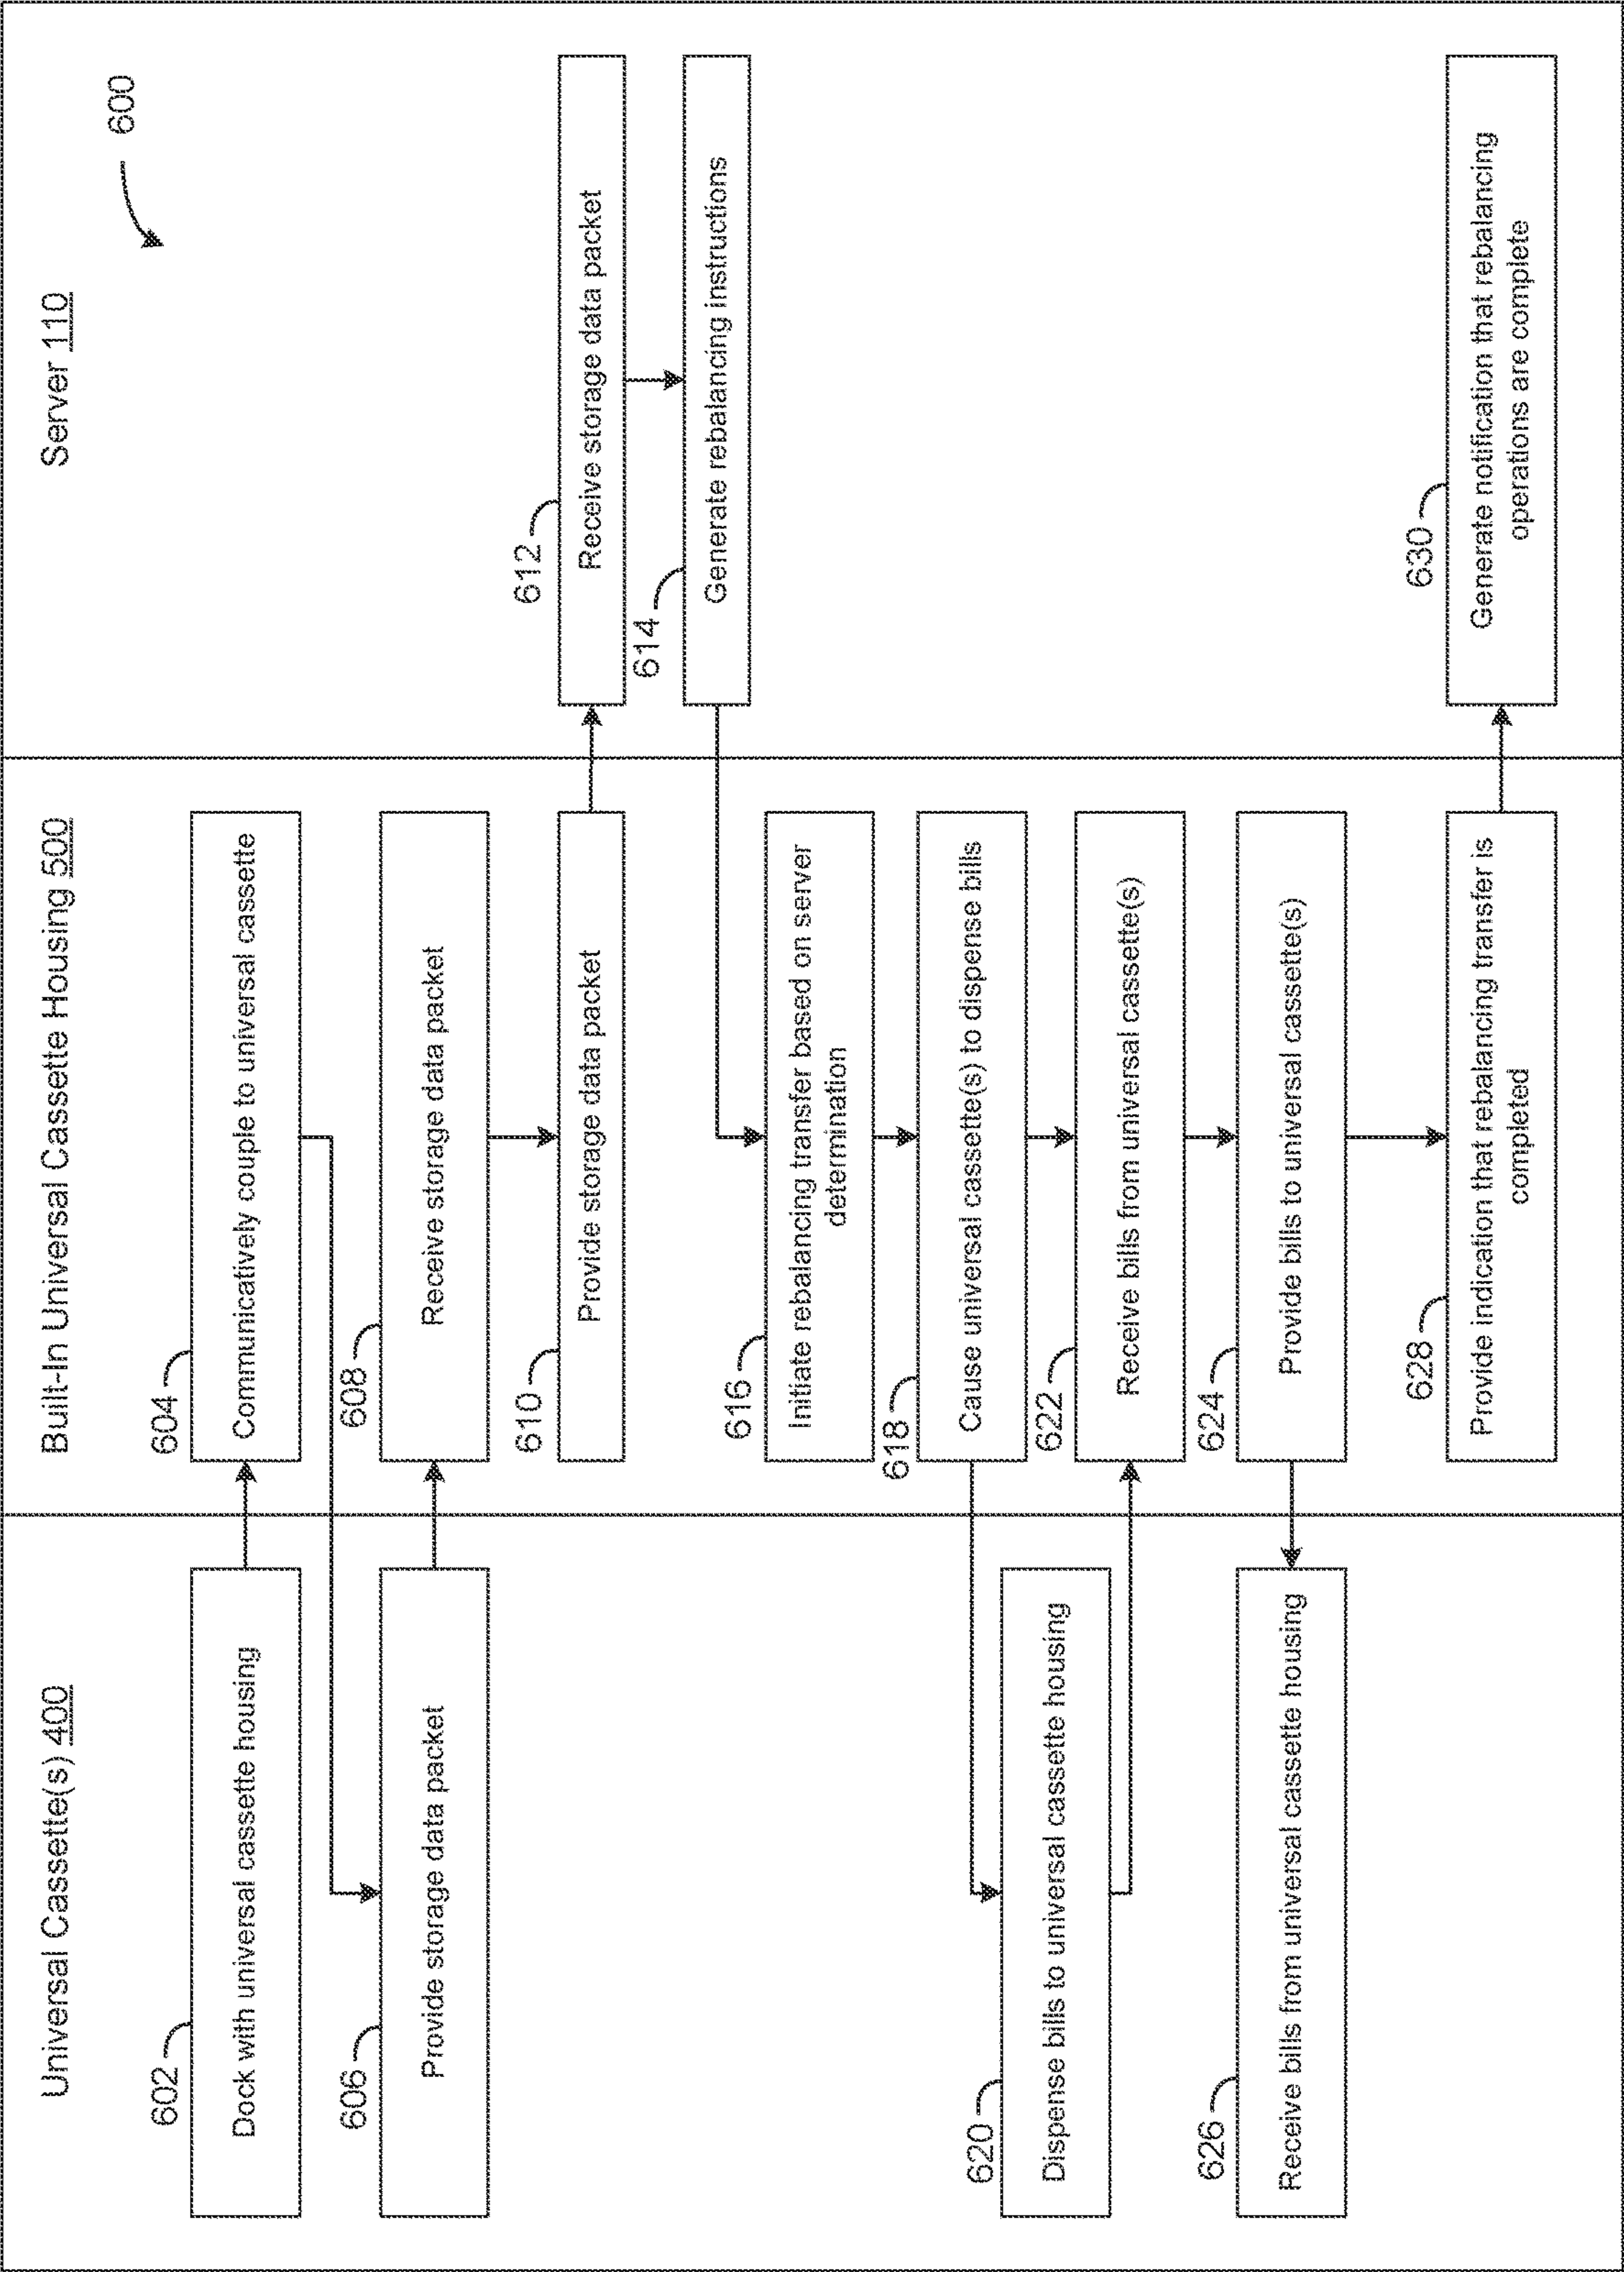 600
Universal Cassette(s) 400
Built-In Universal Cassette Housing 500
Server 110
602
Dock with universal cassette housing
604
Communicatively couple to universal cassette
606
Provide storage data packet
608
Receive storage data packet
610
Provide storage data packet
612
Receive storage data packet
614
Generate rebalancing instructions
616
Initiate rebalancing transfer based on server
determination
618
Cause universal cassette(s) to dispense bills
620
Dispense bills to universal cassette housing
622
Receive bills from universal cassette(s)
624
Provide bills to universal cassette(s)
626
Receive bills from universal cassette housing
628
Provide indication that rebalancing transfer is
completed
630
Generate notification that rebalancing
operations are complete